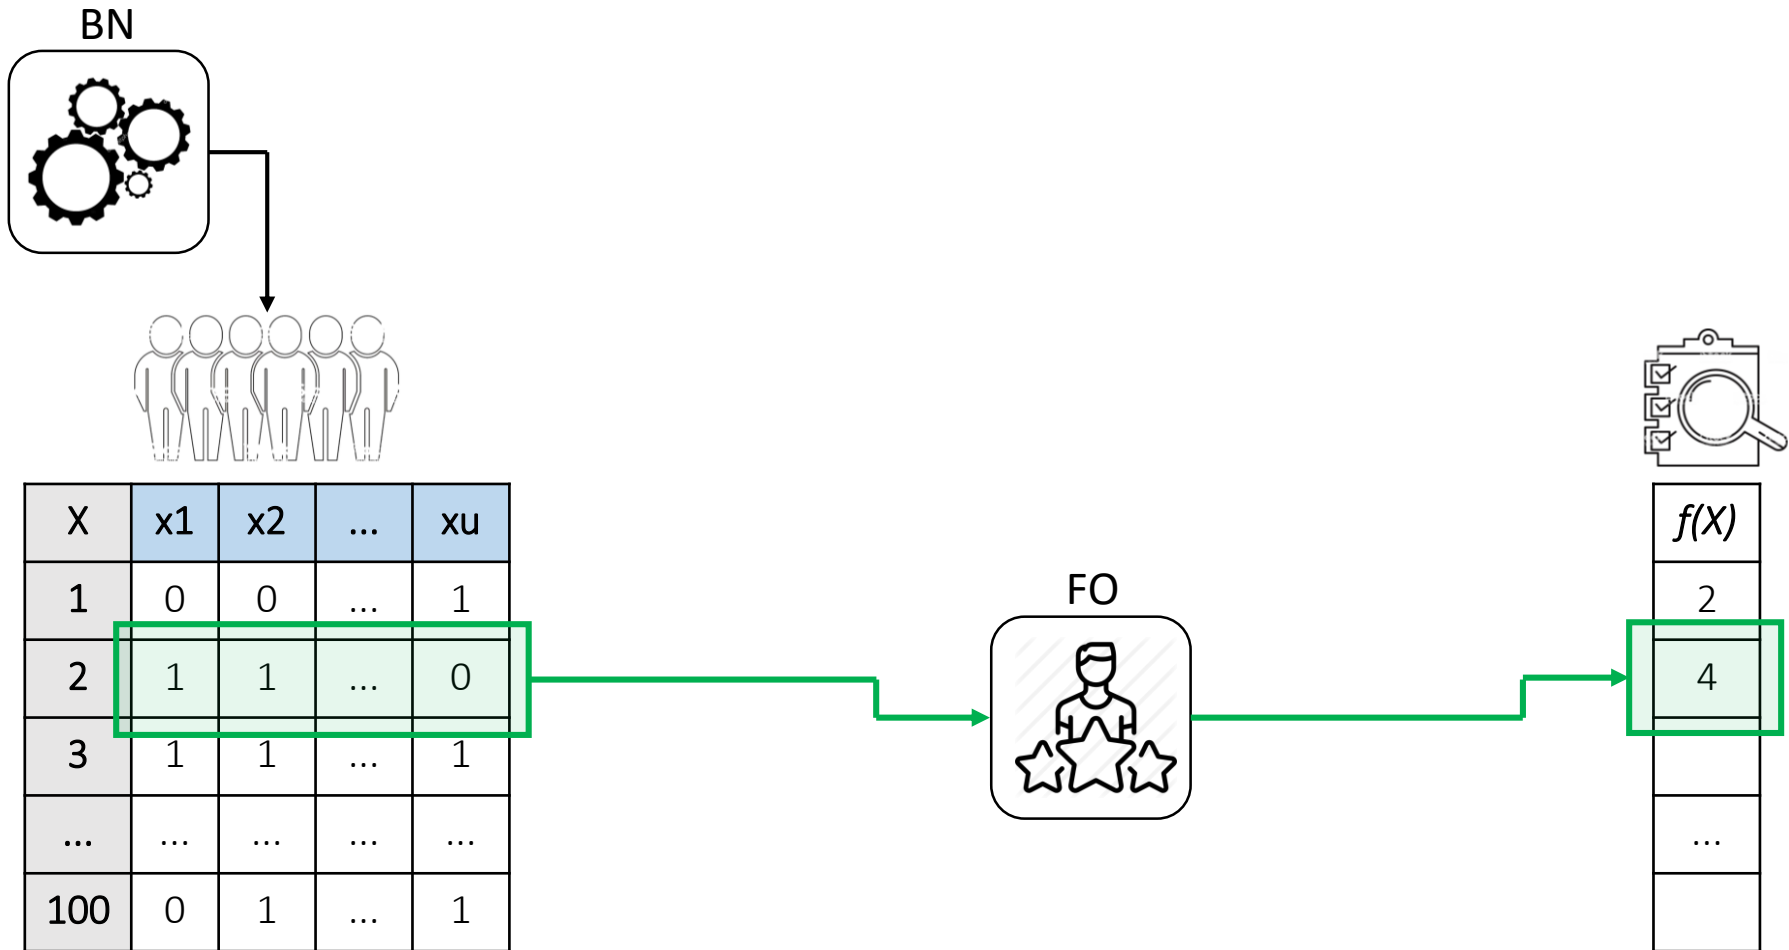 BN
X x1 x2 ... xu
1 0 0 ... 1
2 1 1 ... 0
3 1 1 ... 1
... ... ... ... ...
100 0 1 ... 1
FO
f(X)
2
4
...